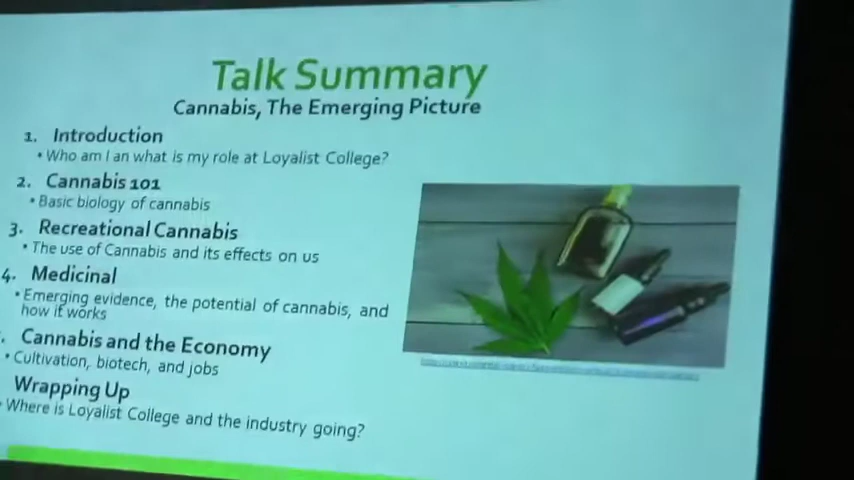 Talk Summary
Cannabis, The Emerging Picture
1. Introduction
• Who am I an what is my role at Loyalist College?
2. Cannabis 101
• Basic biology of cannabis
3. Recreational Cannabis
• The use of Cannabis and its effects on us
4. Medicinal
• Emerging evidence, the potential of cannabis, and
how it works
. Cannabis and the Economy
• Cultivation, biotech, and jobs
Wrapping Up
• Where is Loyalist College and the industry going?